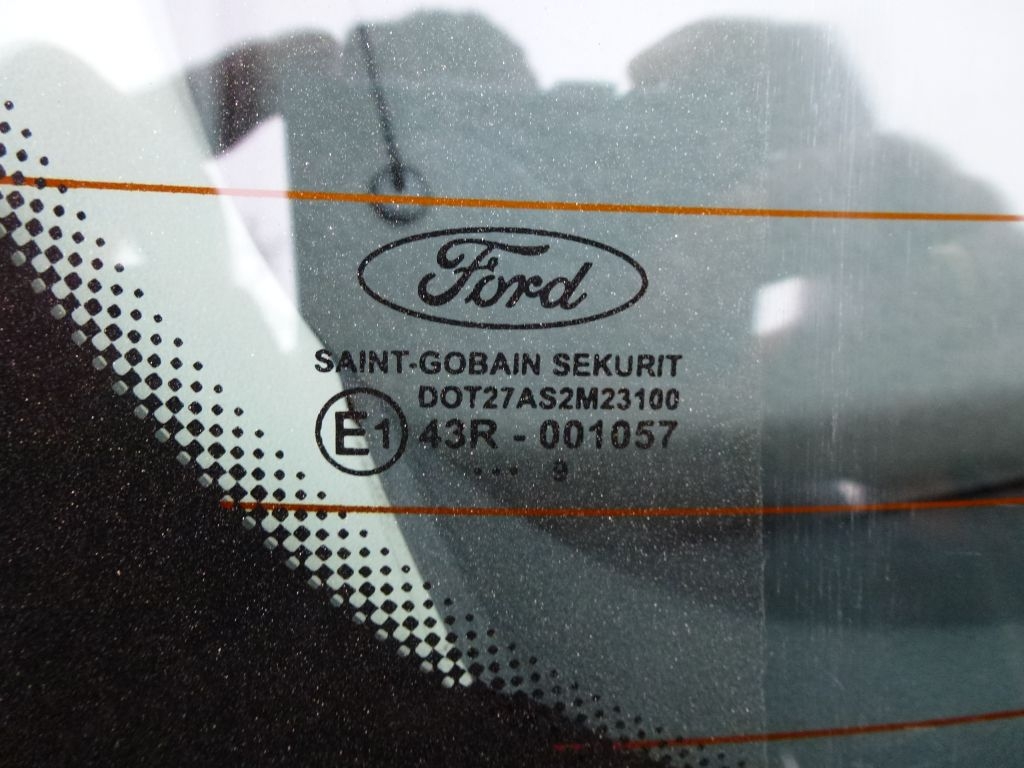 Ford
SAINT-GOBAIN SEKURIT
DOT27AS2M23100
E1 43R - 001057
... 9